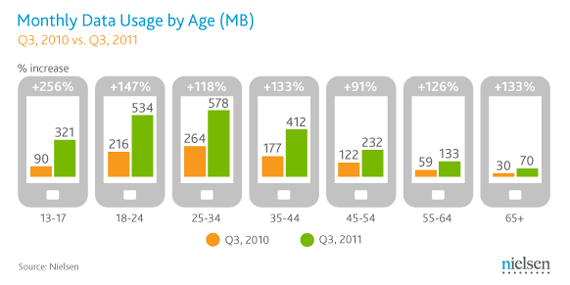 Monthly Data Usage by Age (MB)
Q3, 2010 vs. Q3, 2011
% increase
+256% +147% +118% +133% +91% +126% +133%
90 321 216 534 264 578 177 412 122 232 59 133 30 70
13-17 18-24 25-34 35-44 45-54 55-64 65+
Q3, 2010 Q3, 2011
Source: Nielsen
nielsen